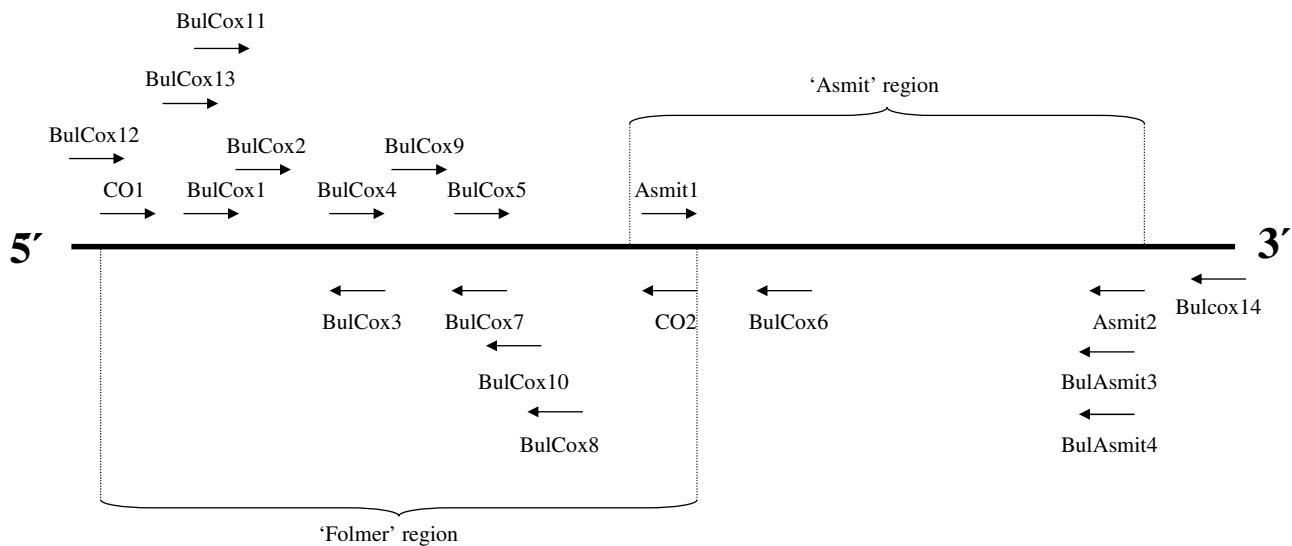 BulCox11
BulCox13
‘Asmit’ region
BulCox12
BulCox2
BulCox9
CO1
BulCox1
BulCox4
BulCox5
Asmit1
5´
3´
BulCox3
BulCox7
CO2
BulCox6
Asmit2
Bulcox14
BulCox10
BulAsmit3
BulCox8
BulAsmit4
‘Folmer’ region